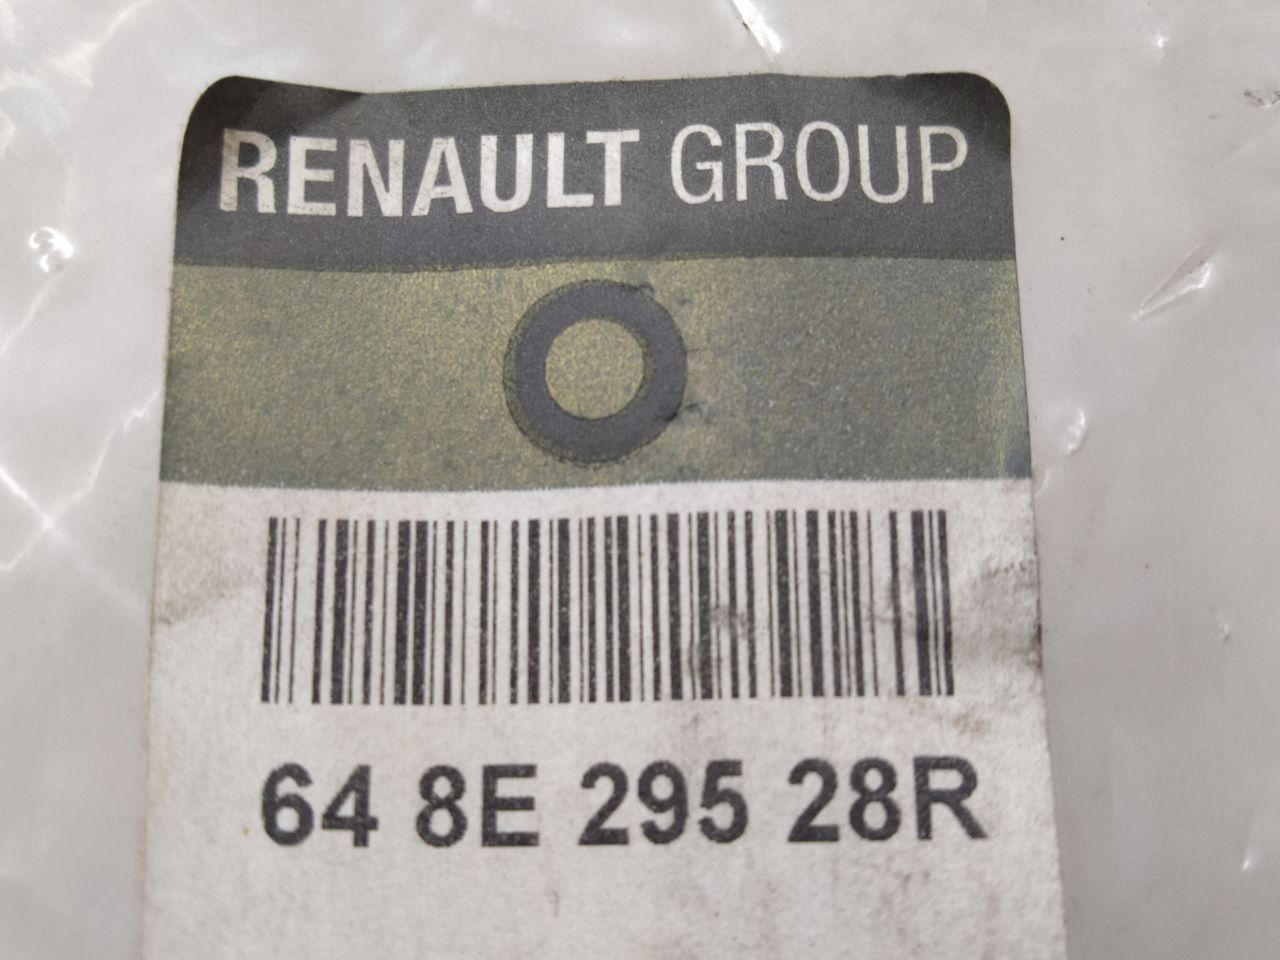 RENAULT GROUP
64 8E 295 28R